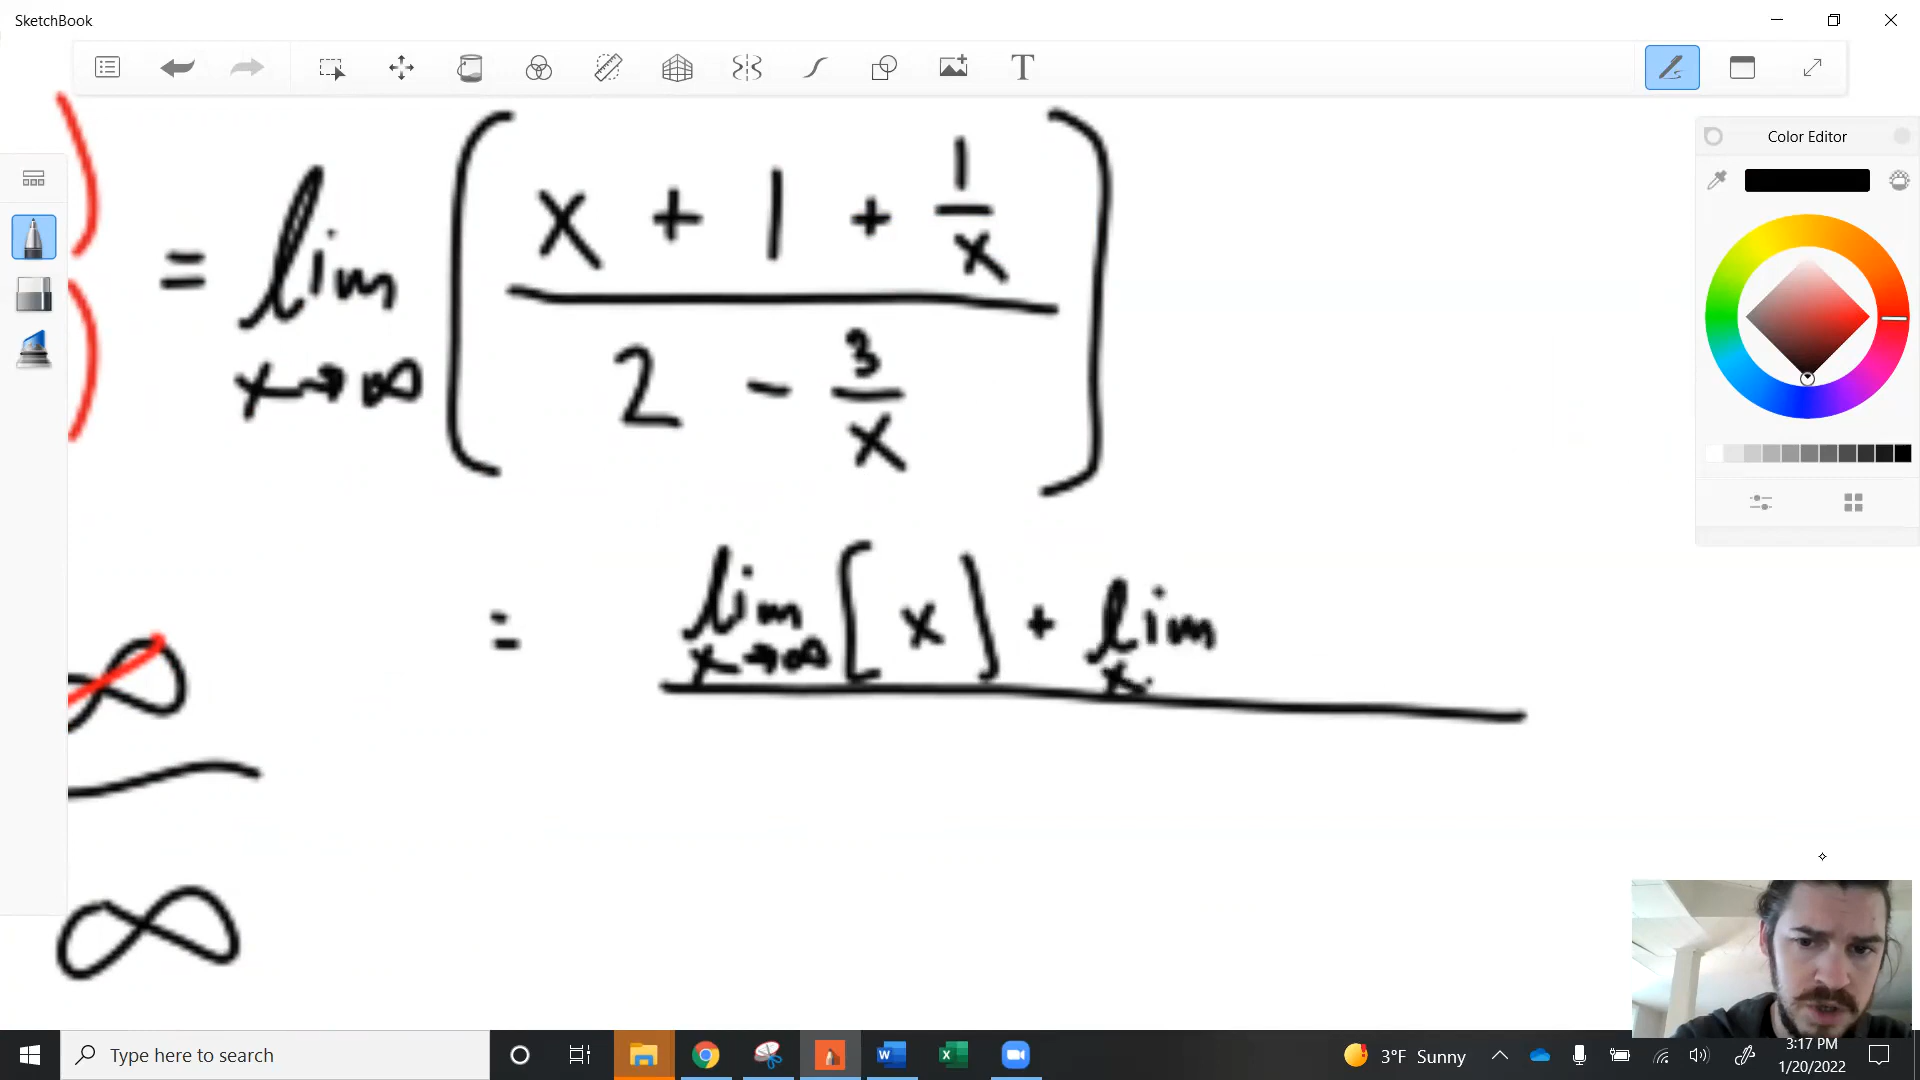 SketchBook
T
Color Editor
= lim x→∞ ( x + 1 + 1/x
2 - 3/x )
= lim x→∞ [ x ] + lim x
∞
∞
Type here to search
3°F Sunny
3:17 PM
1/20/2022